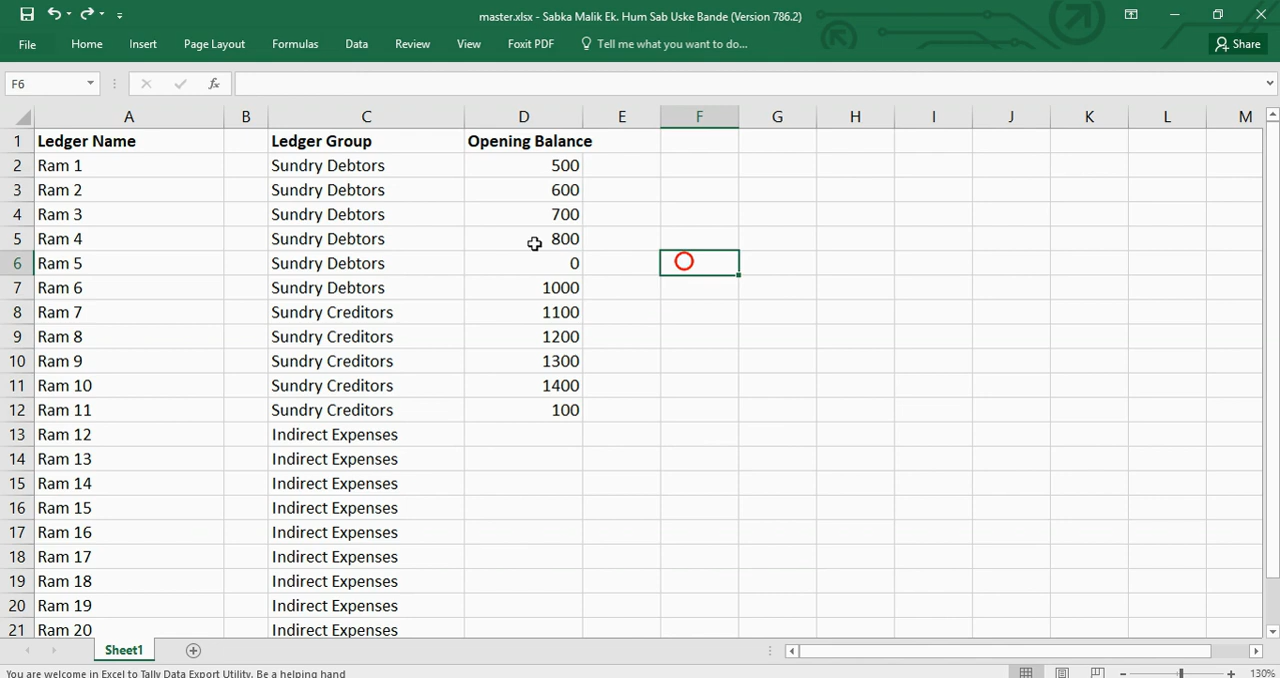 master.xlsx - Sabka Malik Ek. Hum Sab Uske Bande (Version 786.2)
File Home Insert Page Layout Formulas Data Review View Foxit PDF Tell me what you want to do... Share
F6 fx
A B C D E F G H I J K L M
1 Ledger Name Ledger Group Opening Balance
2 Ram 1 Sundry Debtors 500
3 Ram 2 Sundry Debtors 600
4 Ram 3 Sundry Debtors 700
5 Ram 4 Sundry Debtors 800
6 Ram 5 Sundry Debtors 0
7 Ram 6 Sundry Debtors 1000
8 Ram 7 Sundry Creditors 1100
9 Ram 8 Sundry Creditors 1200
10 Ram 9 Sundry Creditors 1300
11 Ram 10 Sundry Creditors 1400
12 Ram 11 Sundry Creditors 100
13 Ram 12 Indirect Expenses
14 Ram 13 Indirect Expenses
15 Ram 14 Indirect Expenses
16 Ram 15 Indirect Expenses
17 Ram 16 Indirect Expenses
18 Ram 17 Indirect Expenses
19 Ram 18 Indirect Expenses
20 Ram 19 Indirect Expenses
21 Ram 20 Indirect Expenses
Sheet1
You are welcome in Excel to Tally Data Export Utility. Be a helping hand 130%